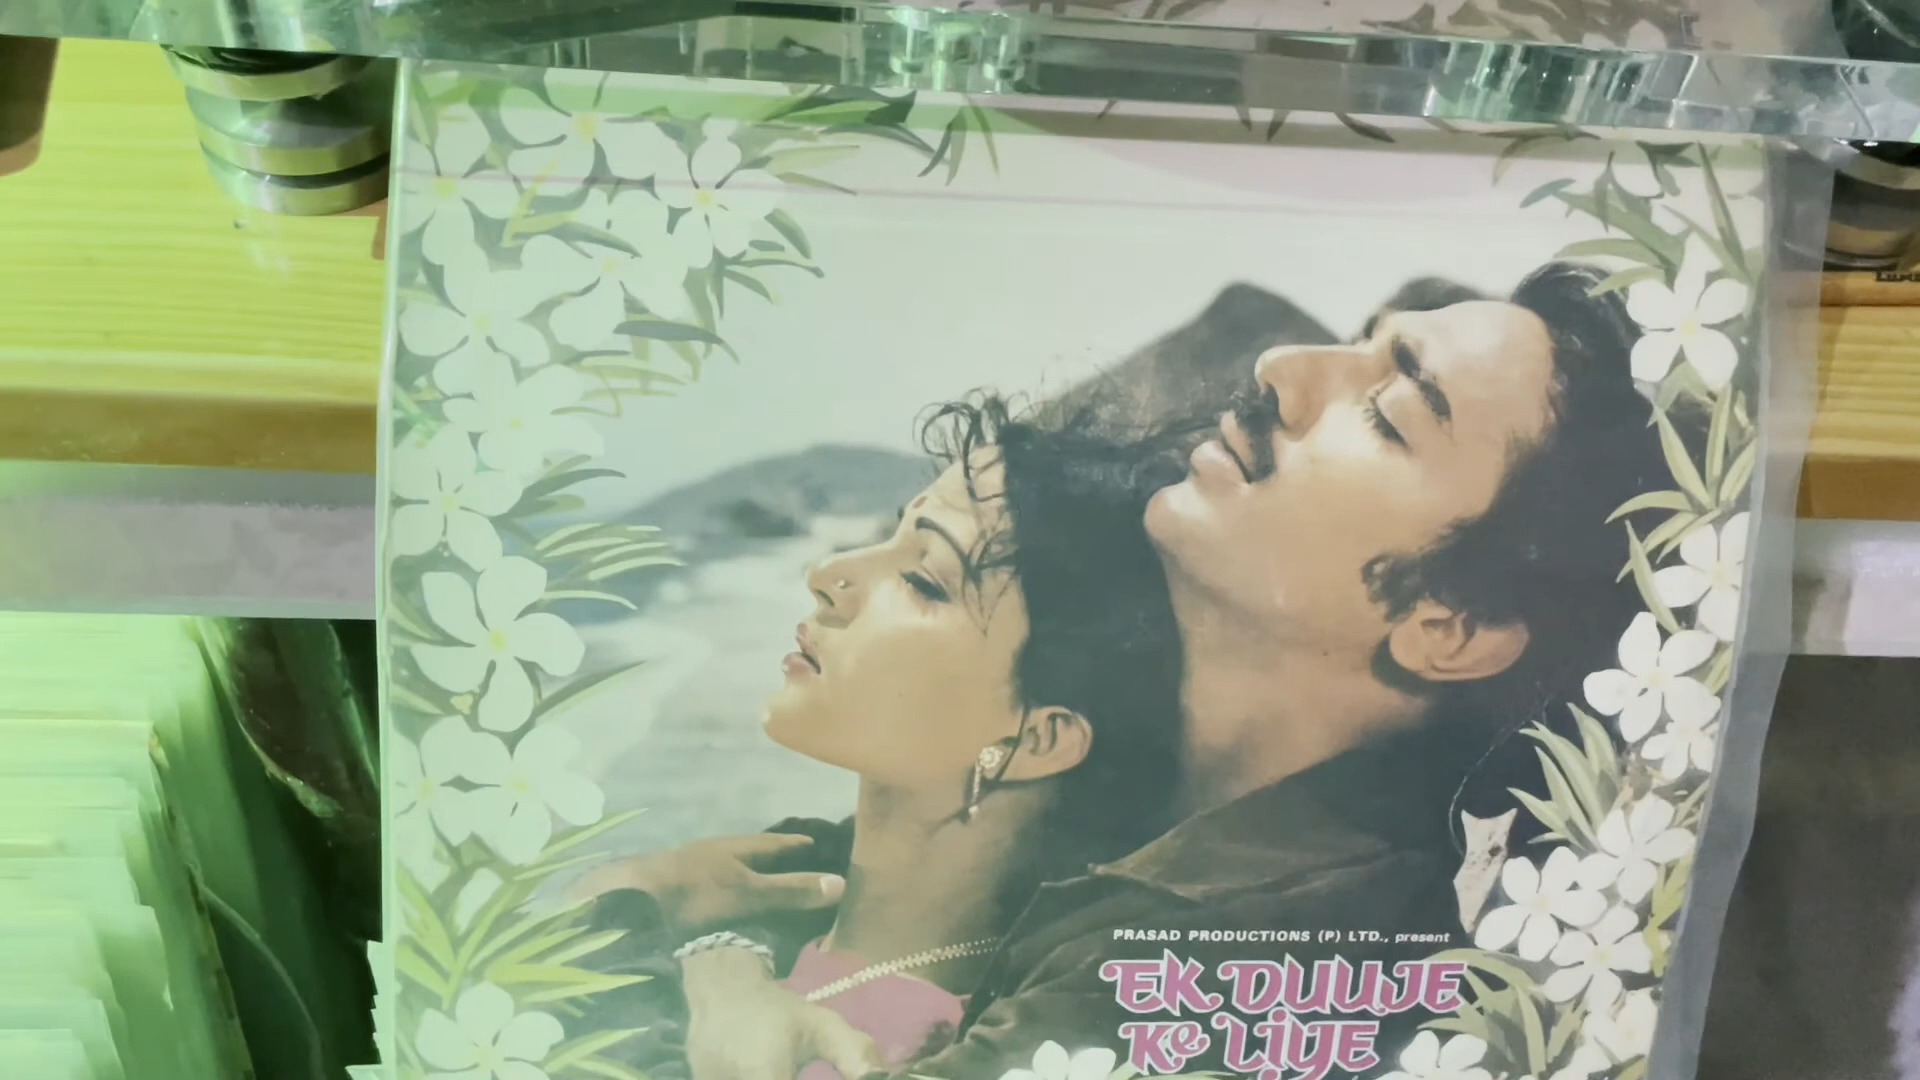 PRASAD PRODUCTIONS (P) LTD., present
EK DUUJE
KE LIYE